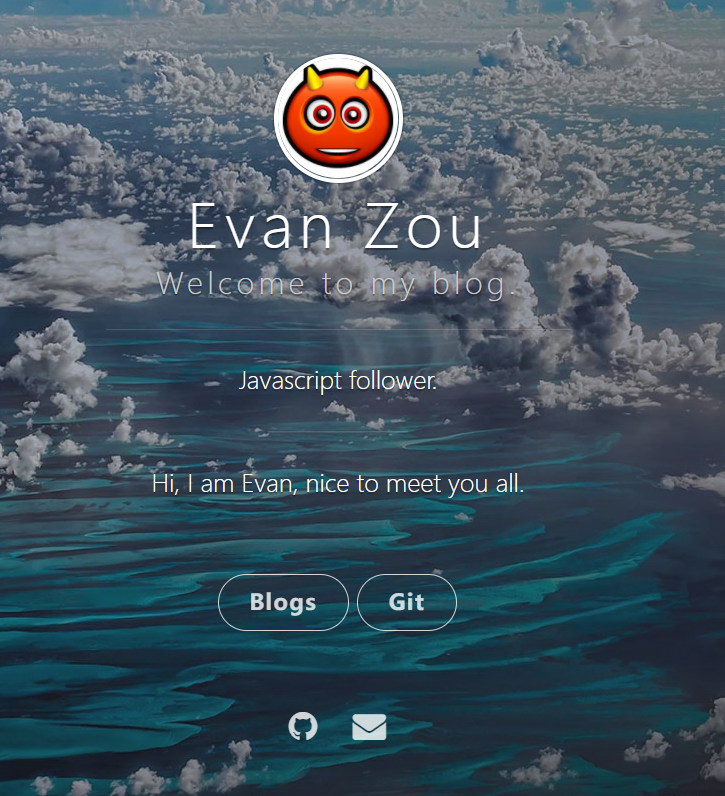 Evan Zou
Welcome to my blog.
Javascript follower.
Hi, I am Evan, nice to meet you all.
Blogs
Git